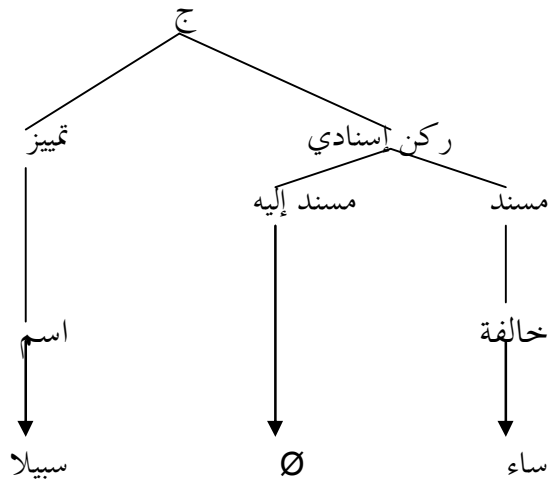 ج
ركن إسنادي تمييز
مسند مسند إليه
خالفة اسم
ساء Ø سبيلا